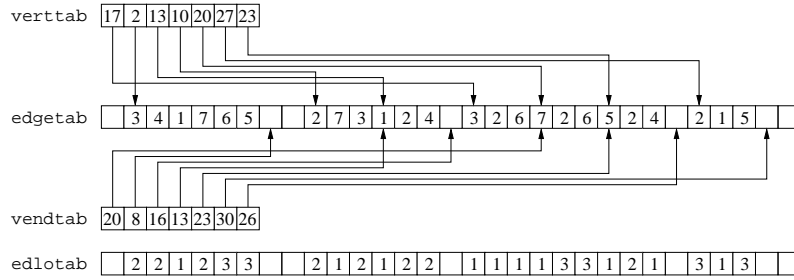 verttab 17 2 13 10 20 27 23
edgetab 3 4 1 7 6 5 2 7 3 1 2 4 3 2 6 7 2 6 5 2 4 2 1 5
vendtab 20 8 16 13 23 30 26
edlotab 2 2 1 2 3 3 2 1 2 1 2 2 1 1 1 1 3 3 1 2 1 3 1 3